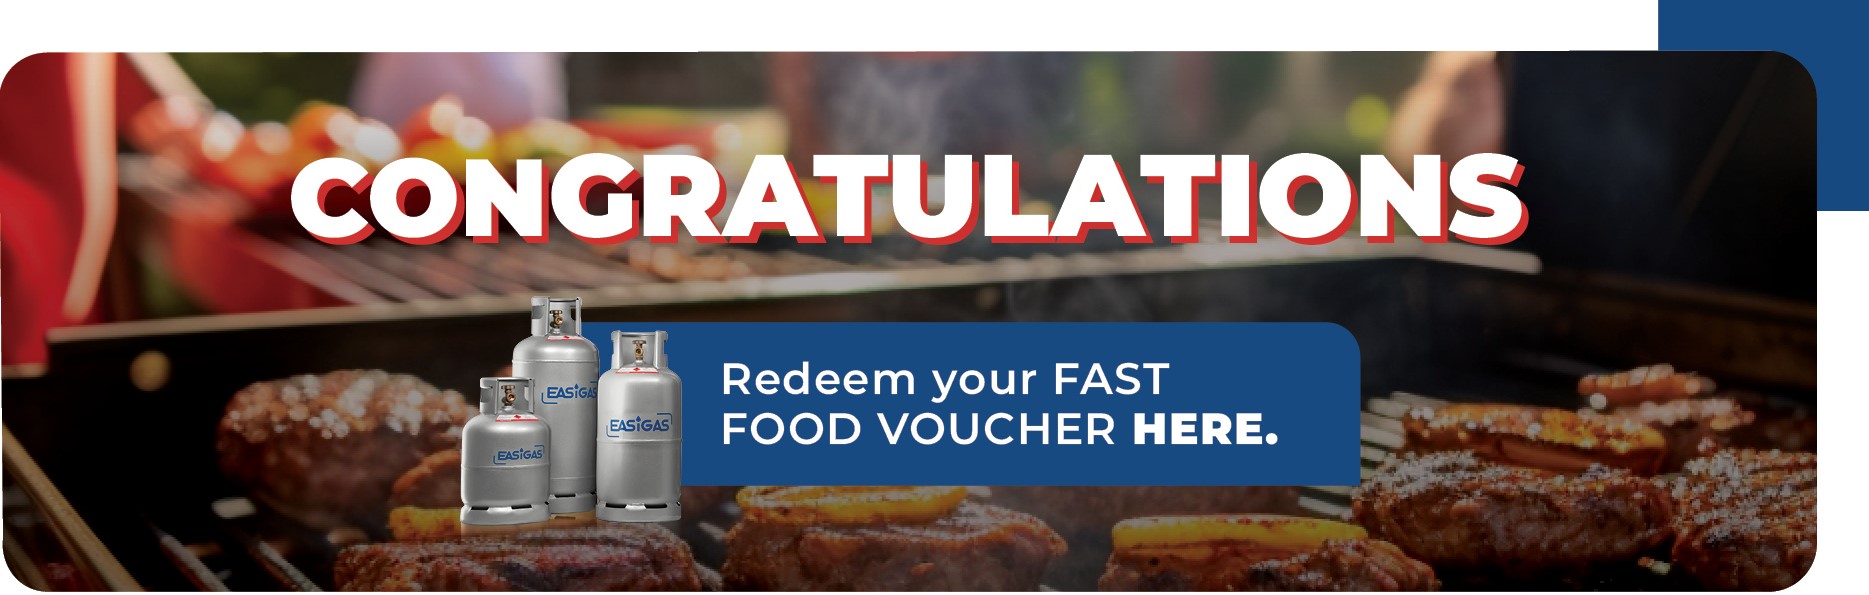 CONGRATULATIONS
Redeem your FAST
FOOD VOUCHER HERE.
EASiGAS
EASiGAS
EASiGAS